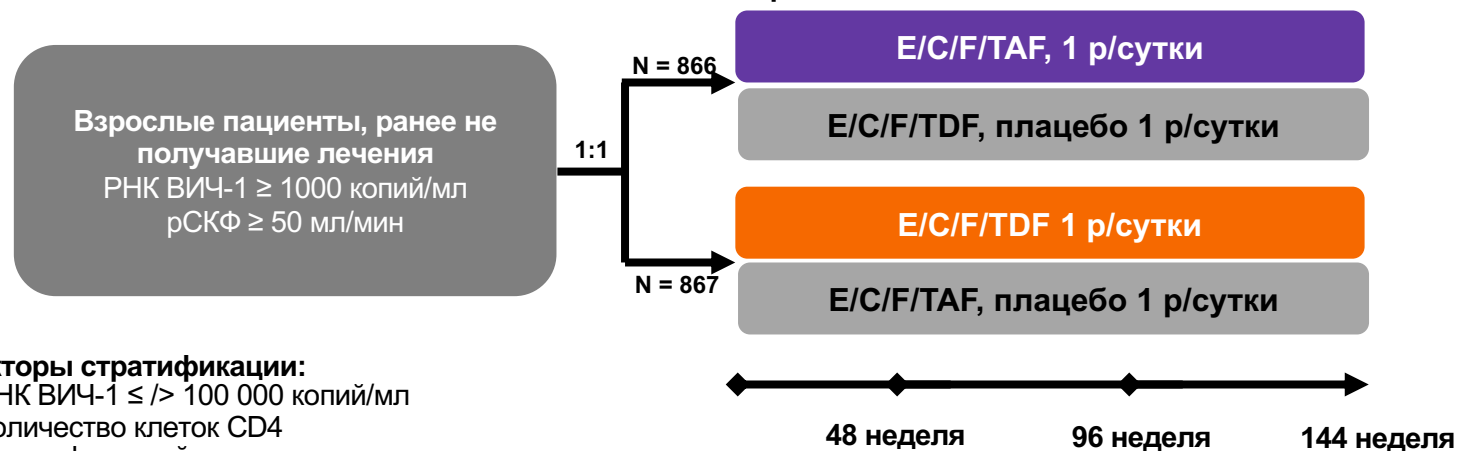 E/C/F/TAF, 1 р/сутки
N = 866
Взрослые пациенты, ранее не
получавшие лечения
РНК ВИЧ-1 ≥ 1000 копий/мл
рСКФ ≥ 50 мл/мин
1:1
E/C/F/TDF, плацебо 1 р/сутки
E/C/F/TDF 1 р/сутки
N = 867
E/C/F/TAF, плацебо 1 р/сутки
кторы стратификации:
НК ВИЧ-1 ≤ /> 100 000 копий/мл
оличество клеток CD4
48 неделя
96 неделя
144 неделя